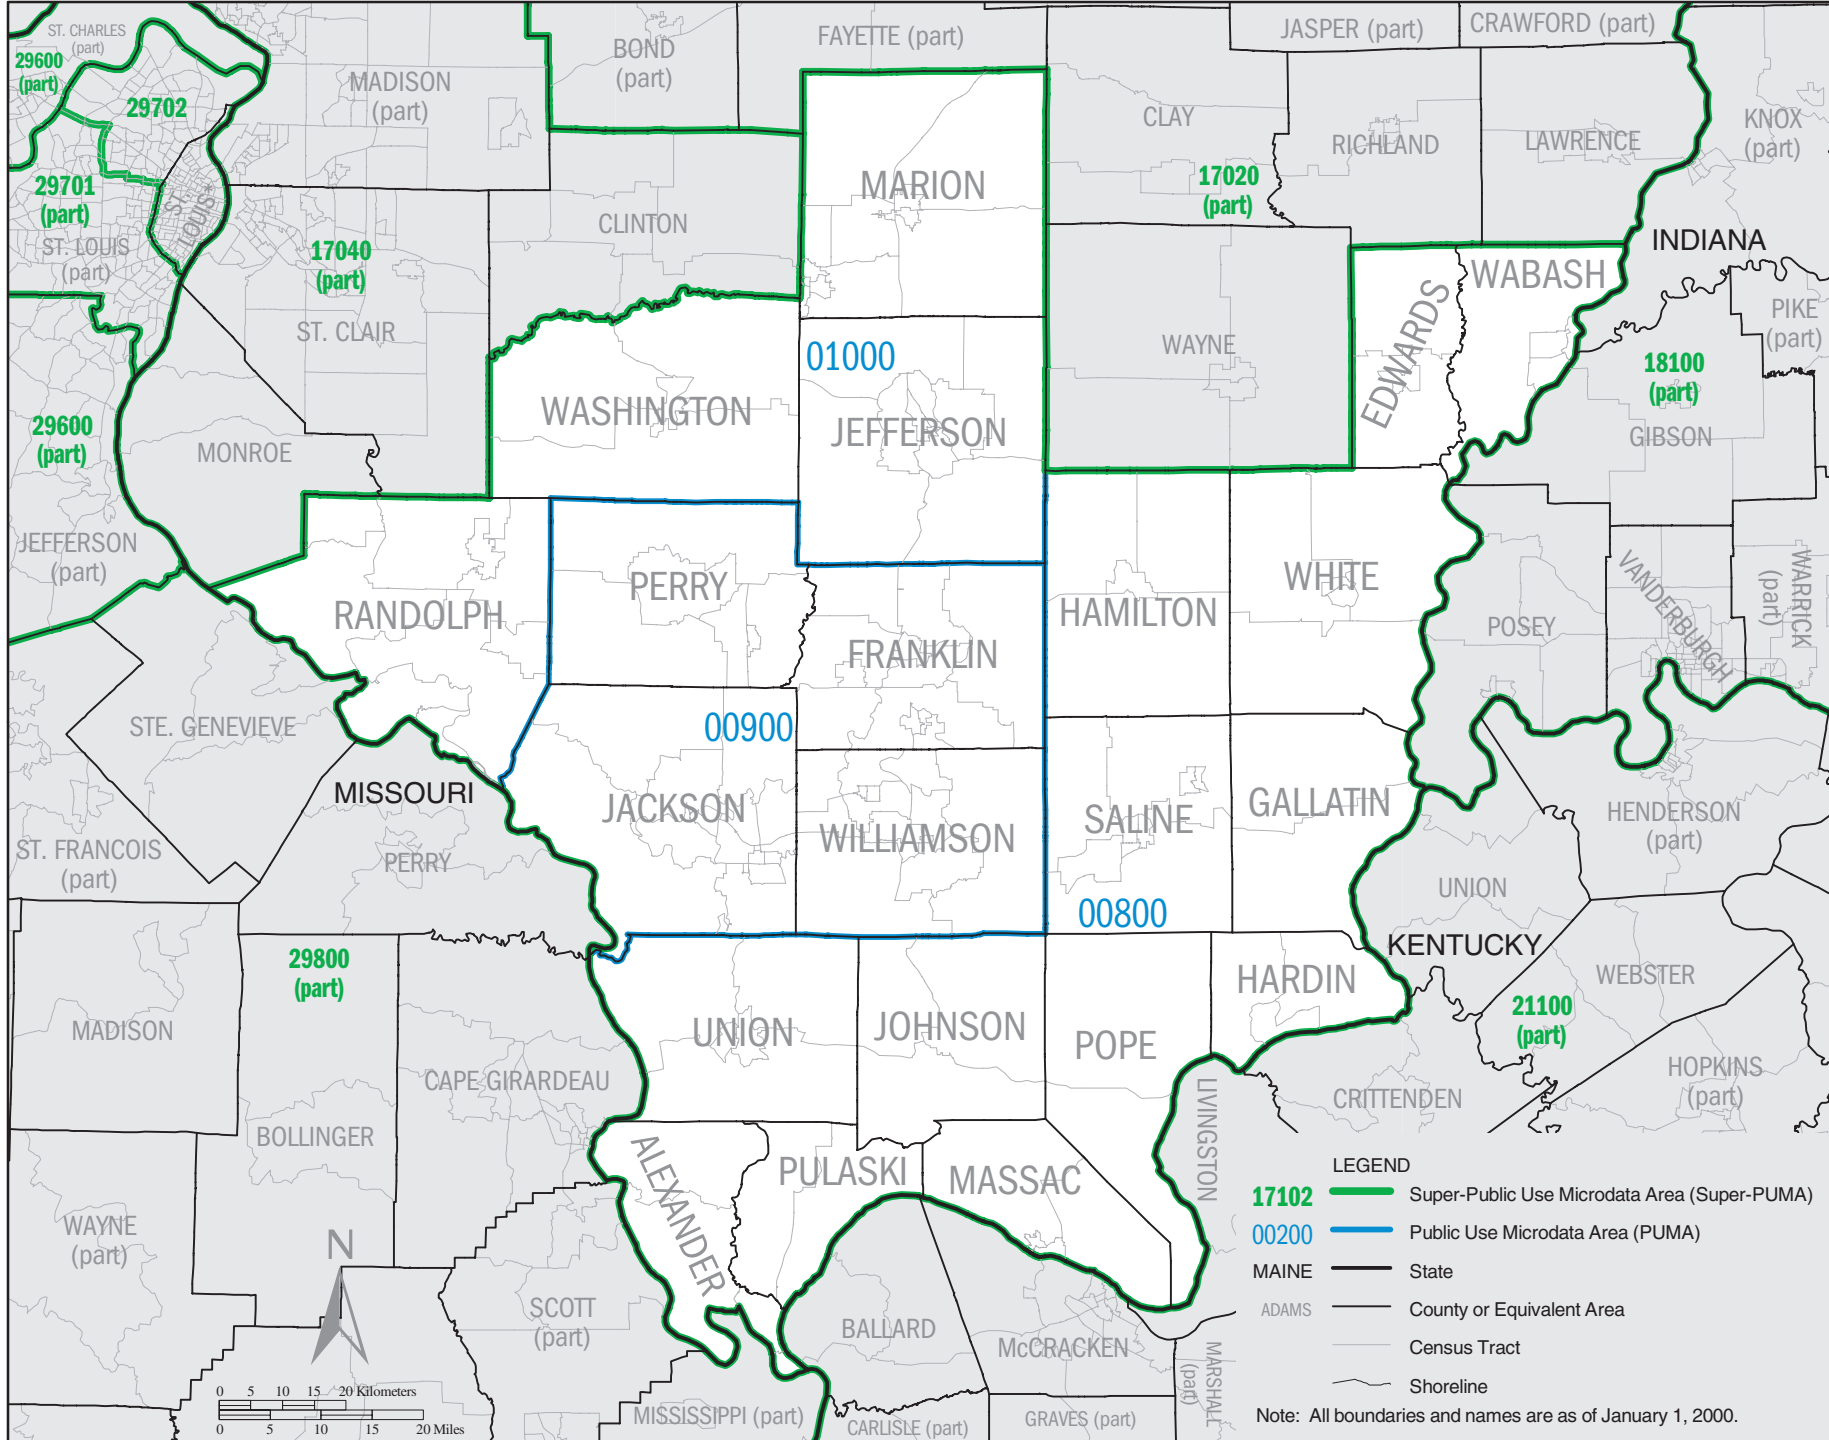 ST. CHARLES
(part)
29600
(part)
29702
MADISON
(part)
BOND
(part)
FAYETTE (part)
JASPER (part)
CRAWFORD (part)
CLAY
RICHLAND
LAWRENCE
KNOX
(part)
29701
(part)
ST. LOUIS
(part)
ST.
LOUIS*
17040
(part)
CLINTON
MARION
17020
(part)
INDIANA
WABASH
EDWARDS
PIKE
(part)
ST. CLAIR
WAYNE
01000
18100
(part)
GIBSON
WASHINGTON
JEFFERSON
29600
(part)
MONROE
JEFFERSON
(part)
RANDOLPH
PERRY
FRANKLIN
HAMILTON
WHITE
POSEY
VANDERBURGH
WARRICK
(part)
STE. GENEVIEVE
00900
MISSOURI
JACKSON
WILLIAMSON
SALINE
GALLATIN
HENDERSON
(part)
ST. FRANCOIS
(part)
PERRY
UNION
00800
KENTUCKY
29800
(part)
HARDIN
WEBSTER
21100
(part)
MADISON
UNION
JOHNSON
POPE
CAPE GIRARDEAU
HOPKINS
(part)
CRITTENDEN
LIVINGSTON
BOLLINGER
ALEXANDER
PULASKI
MASSAC
WAYNE
(part)
N
SCOTT
(part)
BALLARD
McCRACKEN
MARSHALL
(part)
MISSISSIPPI (part)
CARLISLE (part)
GRAVES (part)
0 5 10 15 20 Kilometers
0 5 10 15 20 Miles
LEGEND
17102 Super-Public Use Microdata Area (Super-PUMA)
00200 Public Use Microdata Area (PUMA)
MAINE State
ADAMS County or Equivalent Area
Census Tract
Shoreline
Note: All boundaries and names are as of January 1, 2000.